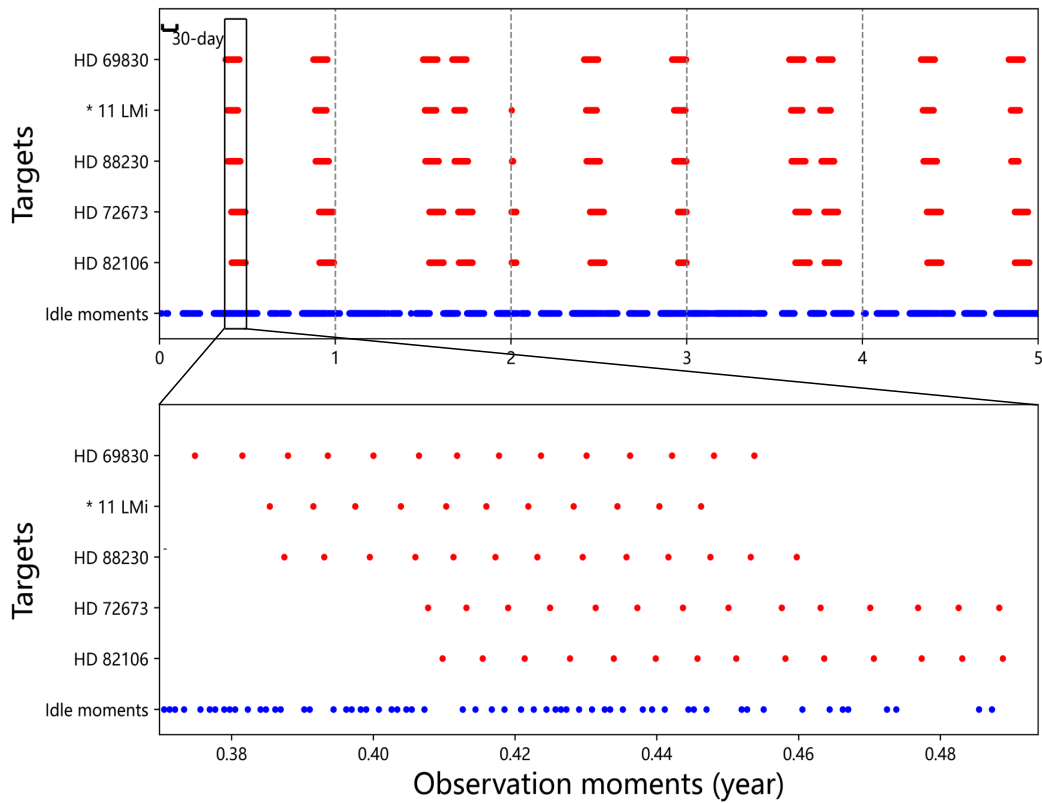 30-day
HD 69830
* 11 LMi
HD 88230
HD 72673
HD 82106
Idle moments
Targets
0 1 2 3 4 5
HD 69830
* 11 LMi
HD 88230
HD 72673
HD 82106
Idle moments
Targets
0.38 0.40 0.42 0.44 0.46 0.48
Observation moments (year)